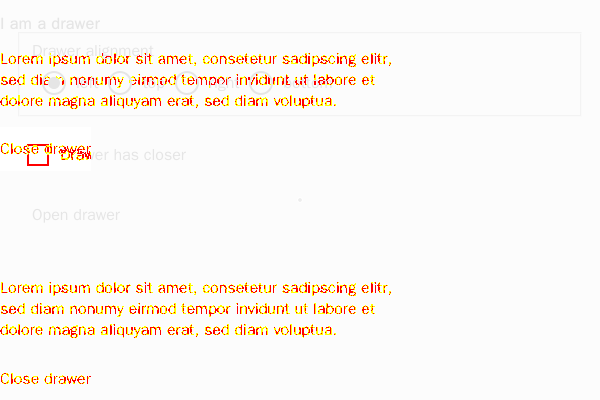 I am a drawer
Drawer alignment
Lorem ipsum dolor sit amet, consetetur sadipscing elitr,
sed diam nonumy eirmod tempor invidunt ut labore et
dolore magna aliquyam erat, sed diam voluptua.
Close drawer
Drawer has closer
Open drawer
Lorem ipsum dolor sit amet, consetetur sadipscing elitr,
sed diam nonumy eirmod tempor invidunt ut labore et
dolore magna aliquyam erat, sed diam voluptua.
Close drawer